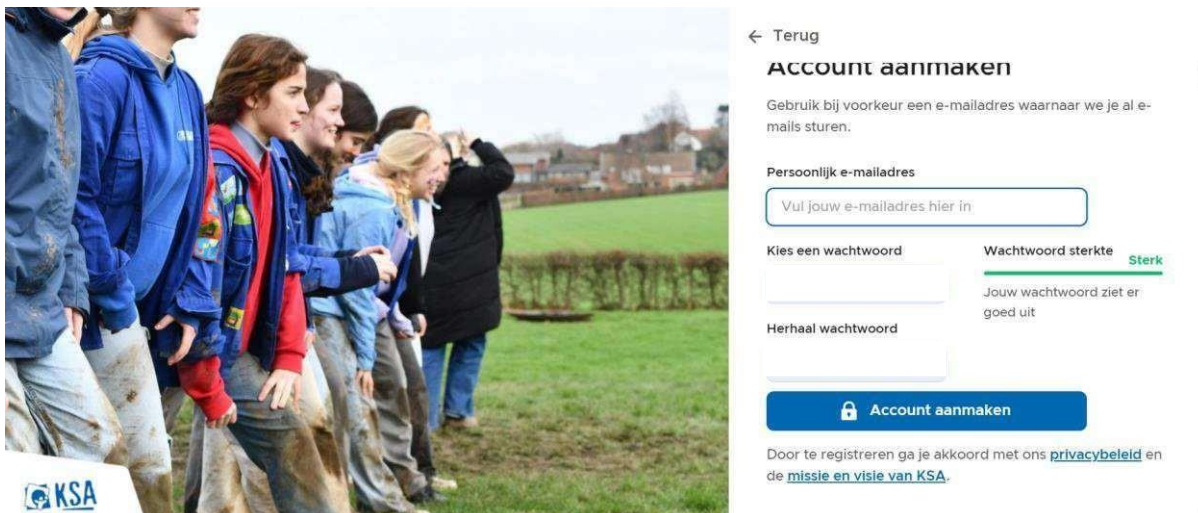 ← Terug
Account aanmaken
Gebruik bij voorkeur een e-mailadres waarnaar we je al e-
mails sturen.
Persoonlijk e-mailadres
Vul jouw e-mailadres hier in
Kies een wachtwoord
Wachtwoord sterkte
Sterk
Jouw wachtwoord ziet er
goed uit
Herhaal wachtwoord
Account aanmaken
Door te registreren ga je akkoord met ons privacybeleid en
de missie en visie van KSA.
KSA